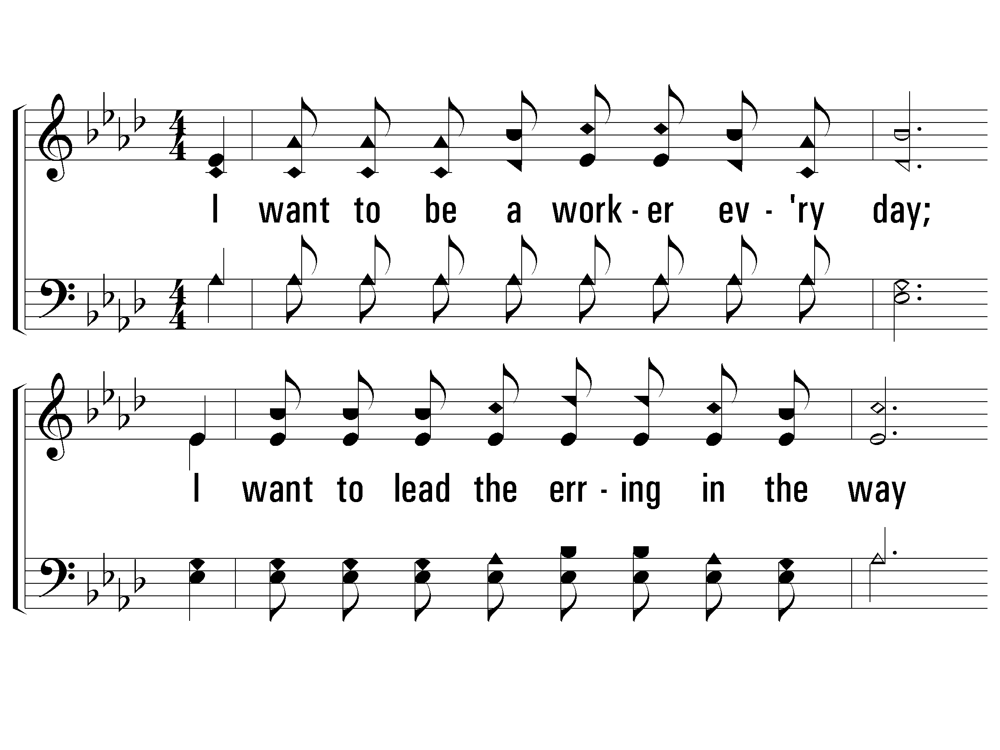 I want to be a work - er ev - 'ry day;
I want to lead the err - ing in the way